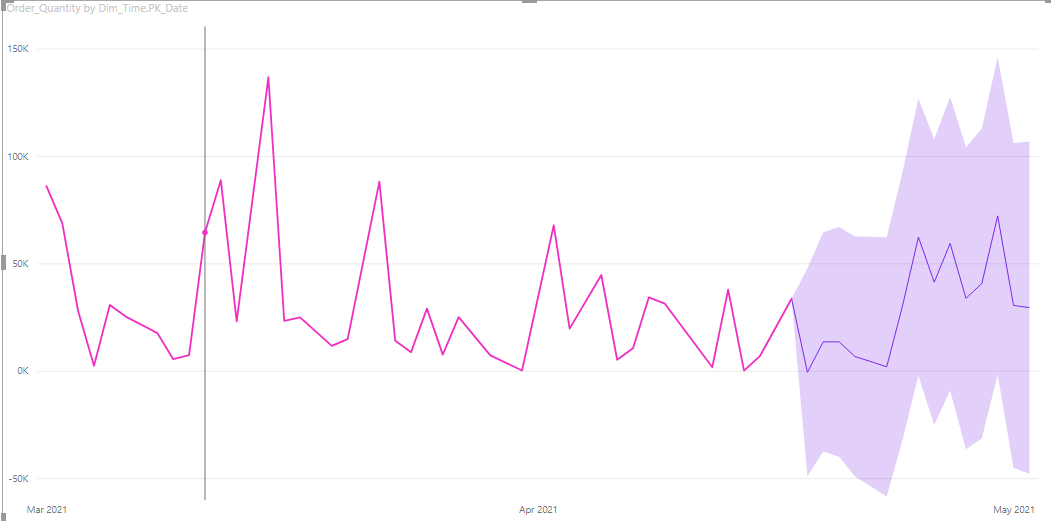 Order_Quantity by Dim_Time.PK_Date
150K
100K
50K
0K
-50K
Mar 2021 Apr 2021 May 2021